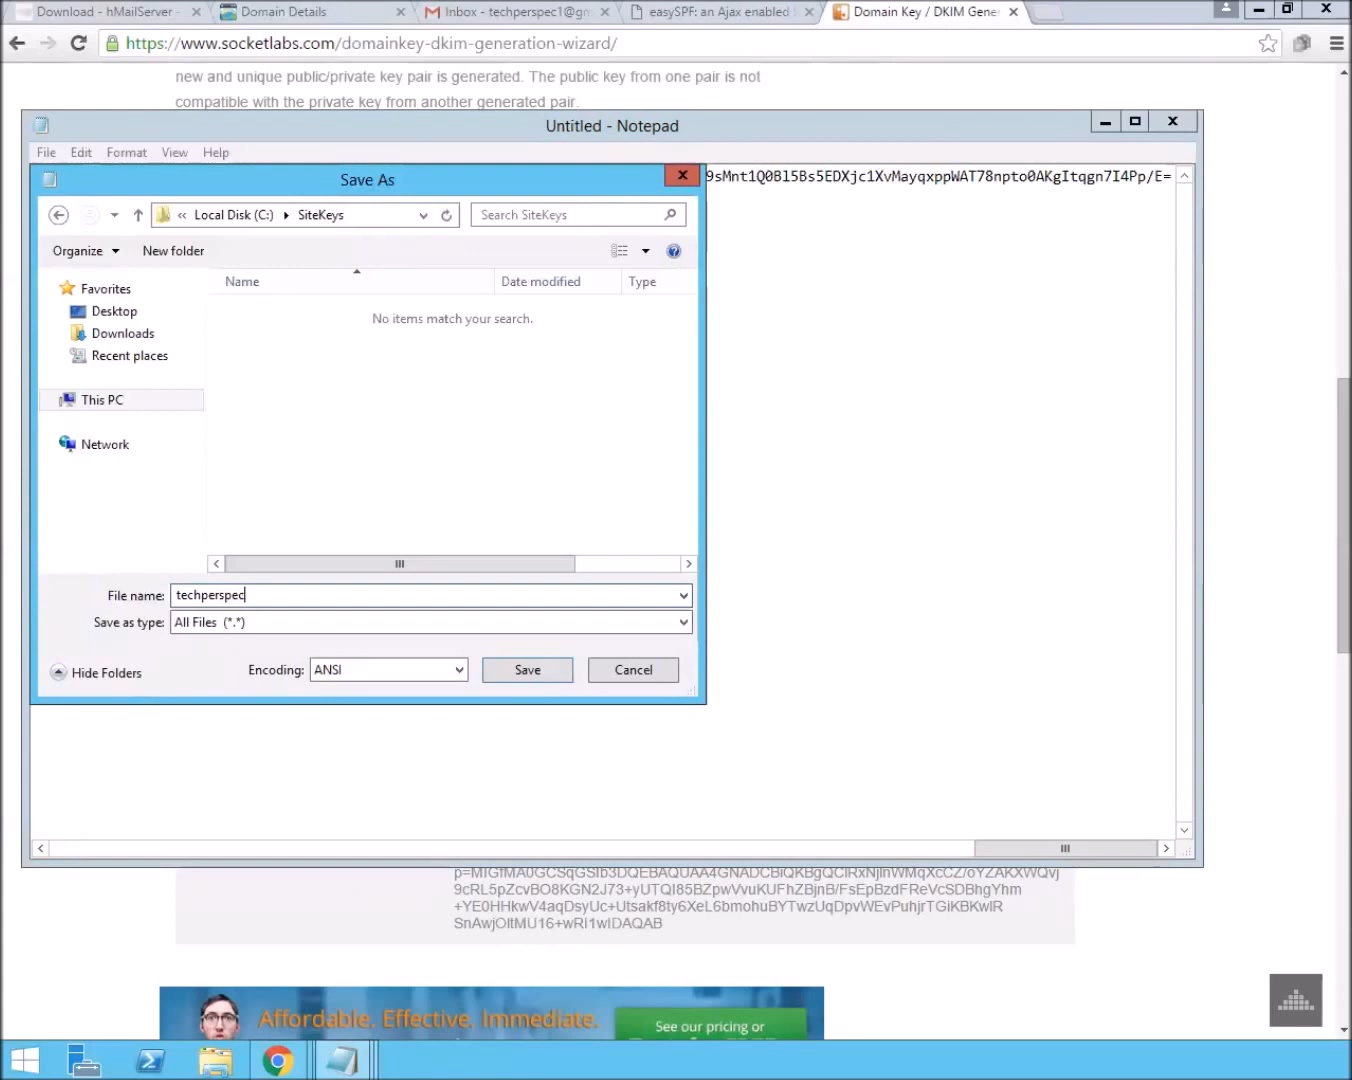 Download - hMailServer -
Domain Details
Inbox - techperspec1@gm
easySPF: an Ajax enabled
Domain Key / DKIM Gene
https://www.socketlabs.com/domainkey-dkim-generation-wizard/
new and unique public/private key pair is generated. The public key from one pair is not
compatible with the private key from another generated pair.
Untitled - Notepad
File Edit Format View Help
9sMnt1Q0Bl5Bs5EDXjc1XvMayqxppWAT78npto0AKgItqgn7I4Pp/E=
Save As
« Local Disk (C:) SiteKeys
Search SiteKeys
Organize
New folder
Name
Date modified
Type
Favorites
No items match your search.
Desktop
Downloads
Recent places
This PC
Network
File name: techperspec
Save as type: All Files (*.*)
Hide Folders
Encoding: ANSI
Save
Cancel
9cRL5pZcvBO8KGN2J73+yUTQI85BZpwVvuKUFhZBjnB/FsEpBzdFReVcSDBhgYhm
+YE0HHkwV4aqDsyUc+Utsakf8ty6XeL6bmohuBYTwzUqDpvWEvPuhjrTGiKBKwIR
SnAwjOltMU16+wRI1wIDAQAB
Affordable. Effective. Immediate.
See our pricing or